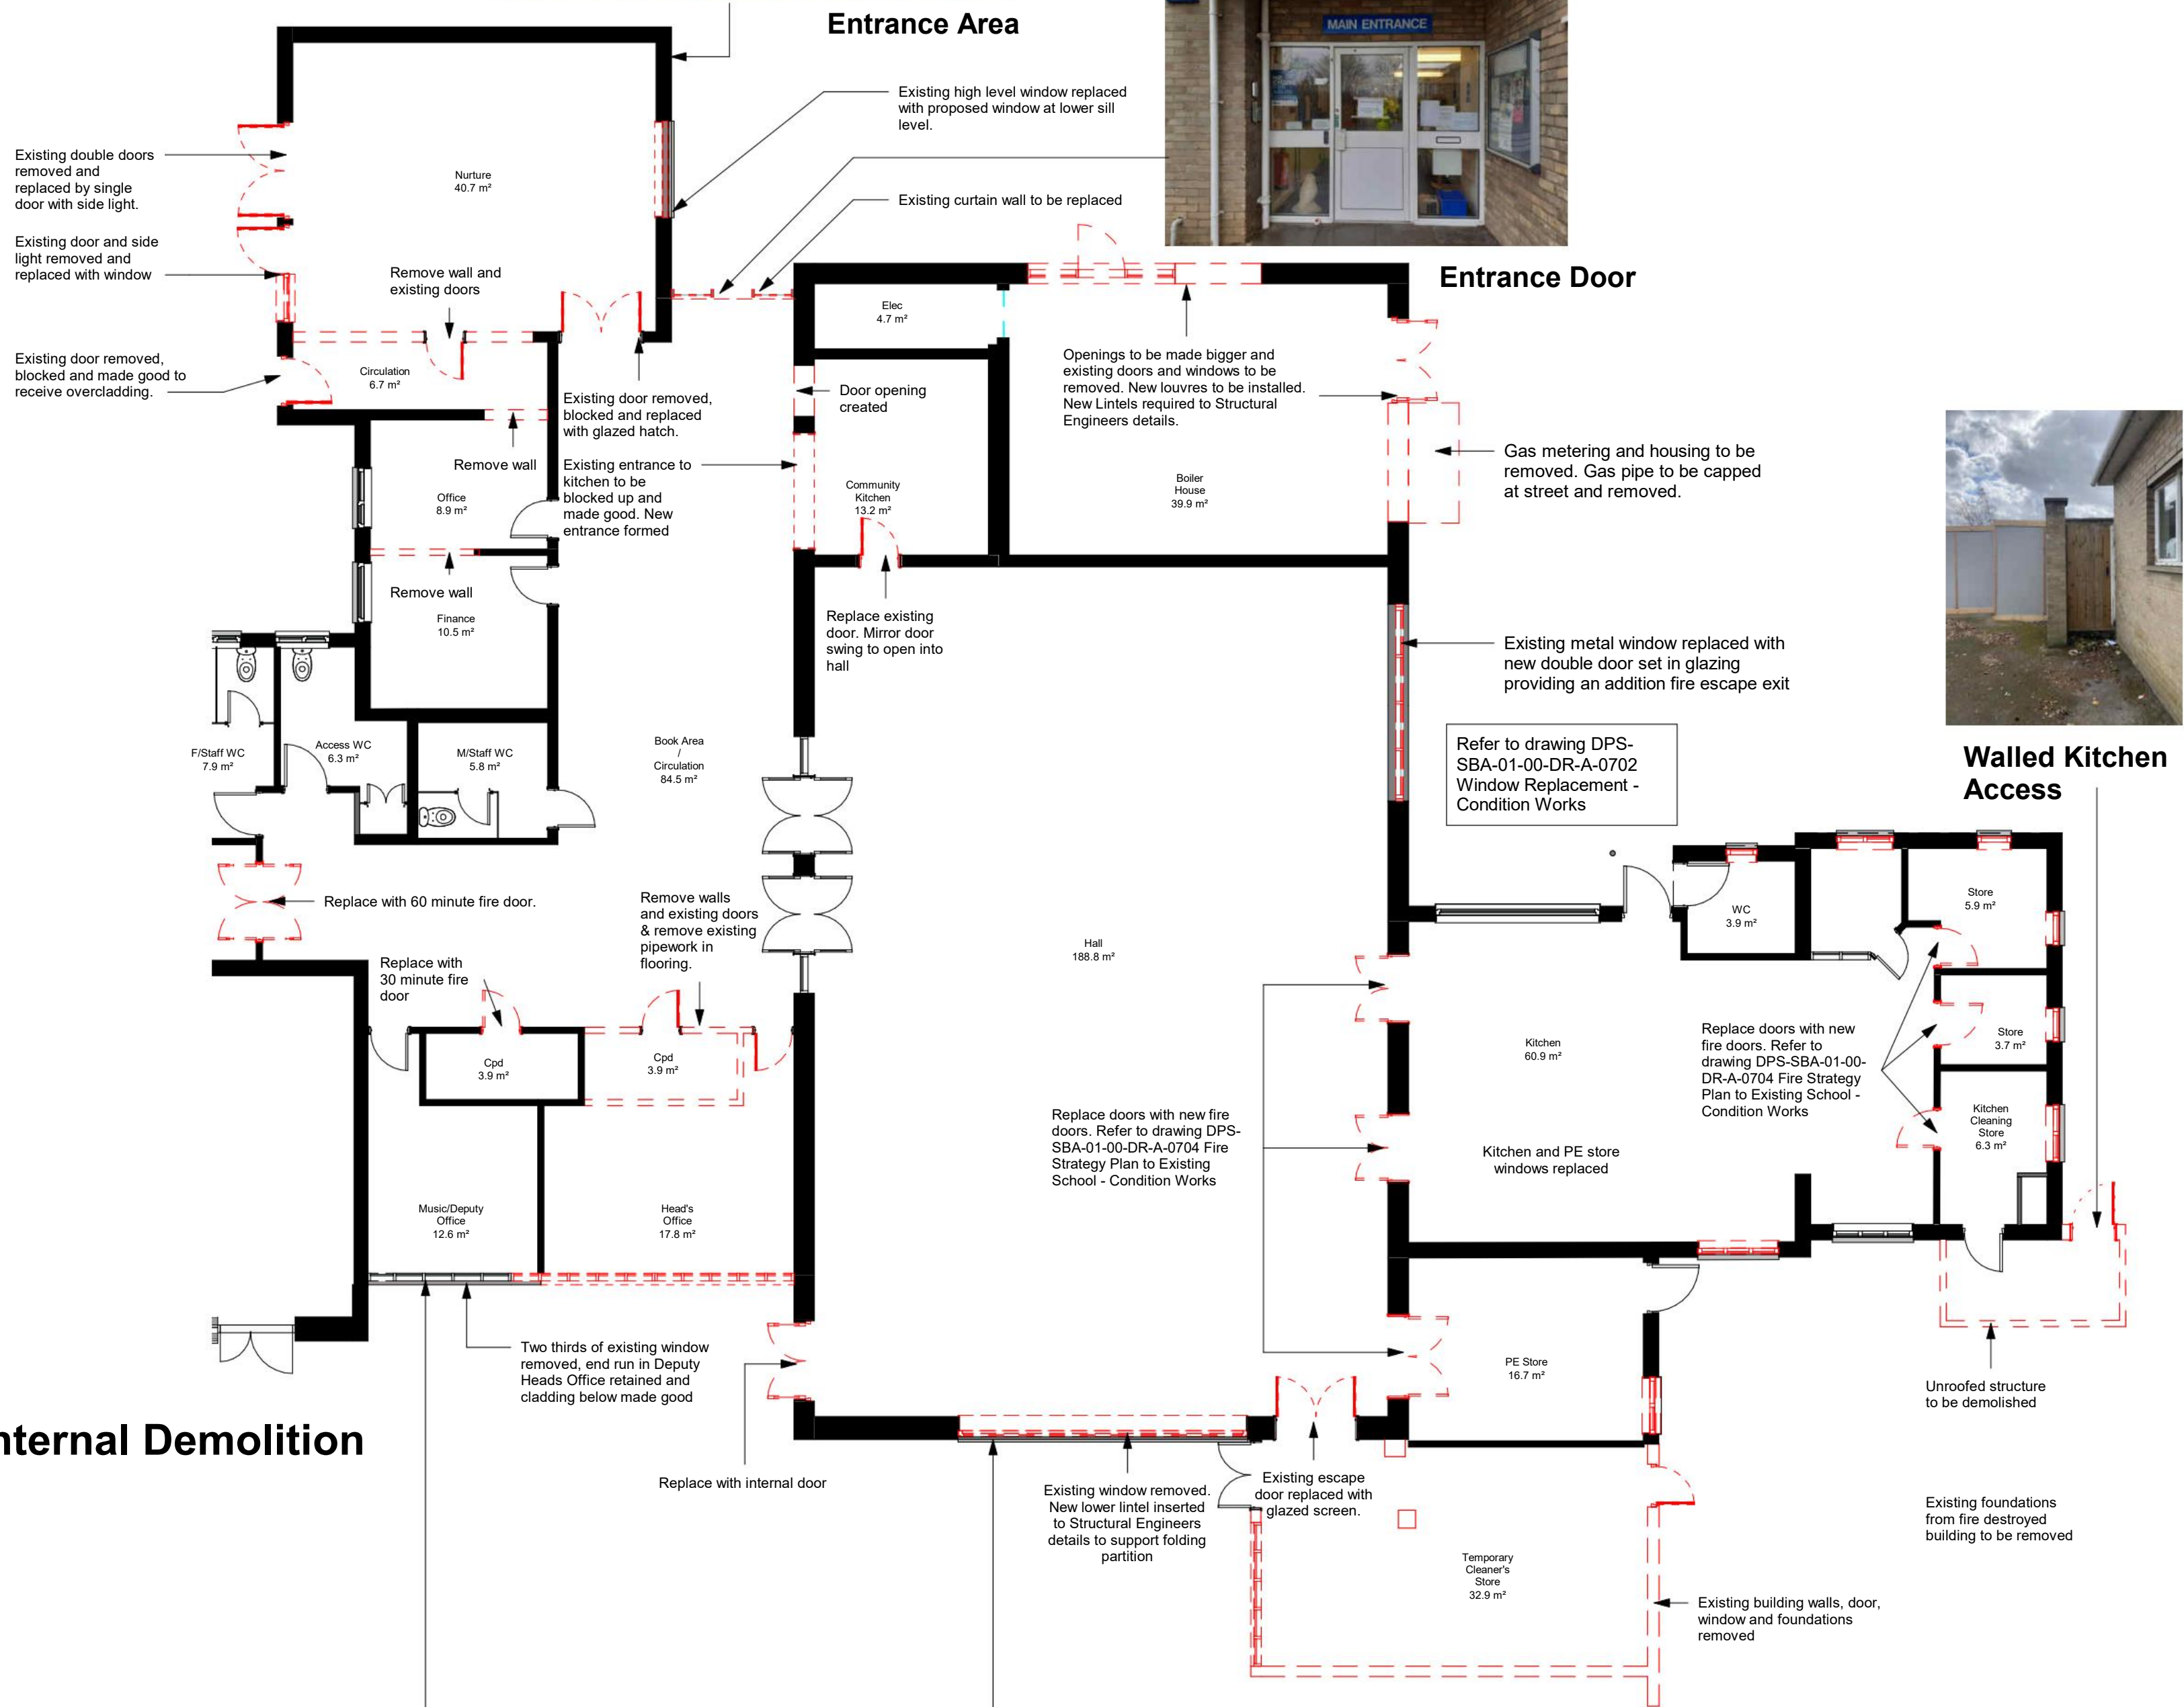 Entrance Area
MAIN ENTRANCE
Existing high level window replaced
with proposed window at lower sill
level.
Existing double doors
removed and
replaced by single
door with side light.
Nurture
40.7 m²
Existing curtain wall to be replaced
Existing door and side
light removed and
replaced with window
Remove wall and
existing doors
Entrance Door
Elec
4.7 m²
Existing door removed,
blocked and made good to
receive overcladding.
Circulation
6.7 m²
Existing door removed,
blocked and replaced
with glazed hatch.
Door opening
created
Openings to be made bigger and
existing doors and windows to be
removed. New louvres to be installed.
New Lintels required to Structural
Engineers details.
Gas metering and housing to be
removed. Gas pipe to be capped
at street and removed.
Remove wall
Existing entrance to
kitchen to be
blocked up and
made good. New
entrance formed
Office
8.9 m²
Community
Kitchen
13.2 m²
Boiler
House
39.9 m²
Remove wall
Finance
10.5 m²
Replace existing
door. Mirror door
swing to open into
hall
Existing metal window replaced with
new double door set in glazing
providing an addition fire escape exit
F/Staff WC
7.9 m²
Access WC
6.3 m²
M/Staff WC
5.8 m²
Book Area
/
Circulation
84.5 m²
Refer to drawing DPS-
SBA-01-00-DR-A-0702
Window Replacement -
Condition Works
Walled Kitchen
Access
Replace with 60 minute fire door.
Remove walls
and existing doors
& remove existing
pipework in
flooring.
Hall
188.8 m²
WC
3.9 m²
Store
5.9 m²
Replace with
30 minute fire
door
Cpd
3.9 m²
Cpd
3.9 m²
Kitchen
60.9 m²
Replace doors with new
fire doors. Refer to
drawing DPS-SBA-01-00-
DR-A-0704 Fire Strategy
Plan to Existing School -
Condition Works
Store
3.7 m²
Replace doors with new fire
doors. Refer to drawing DPS-
SBA-01-00-DR-A-0704 Fire
Strategy Plan to Existing
School - Condition Works
Kitchen and PE store
windows replaced
Kitchen
Cleaning
Store
6.3 m²
Music/Deputy
Office
12.6 m²
Head's
Office
17.8 m²
Two thirds of existing window
removed, end run in Deputy
Heads Office retained and
cladding below made good
PE Store
16.7 m²
Unroofed structure
to be demolished
nternal Demolition
Replace with internal door
Existing window removed.
New lower lintel inserted
to Structural Engineers
details to support folding
partition
Existing escape
door replaced with
glazed screen.
Existing foundations
from fire destroyed
building to be removed
Temporary
Cleaner's
Store
32.9 m²
Existing building walls, door,
window and foundations
removed